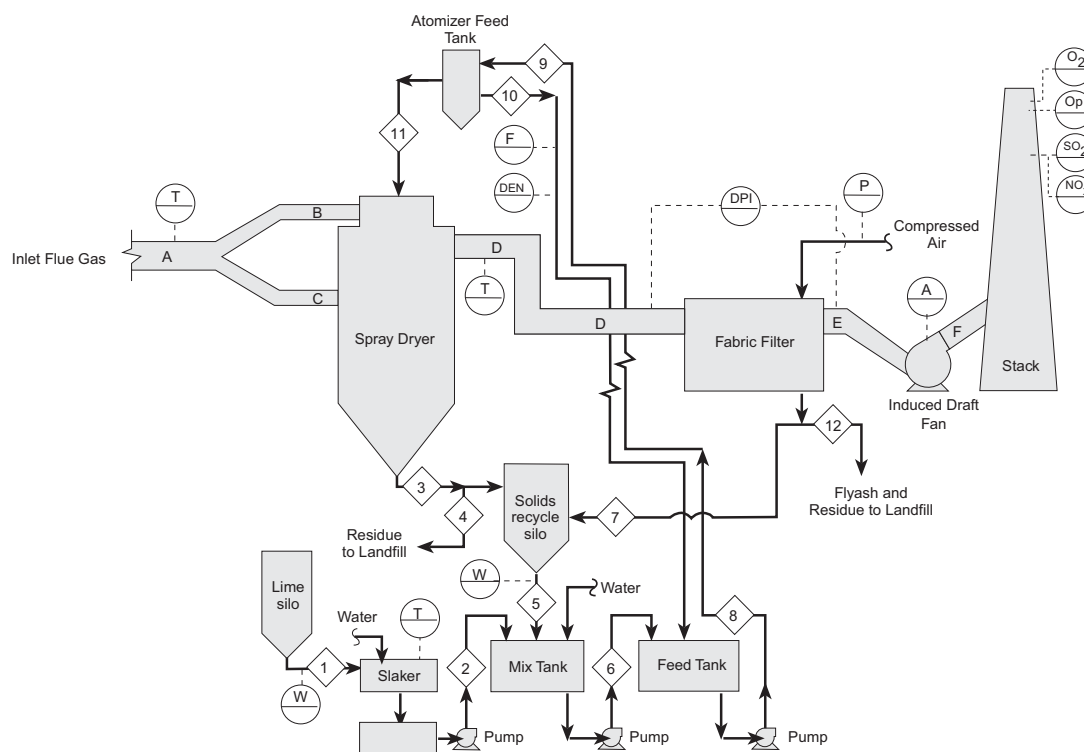 Atomizer Feed
Tank
9
10
11
O2
Op
SO2
NO
F
DEN
DPI
P
T
Compressed
Air
Inlet Flue Gas
A
B
C
D
T
D
A
E
F
Spray Dryer
Fabric Filter
Stack
Induced Draft
Fan
12
3
4
Solids
recycle
silo
7
Flyash and
Residue to Landfill
Residue
to Landfill
W
5
Water
8
Lime
silo
Water
T
1
Slaker
2
Mix Tank
6
Feed Tank
W
Pump
Pump
Pump